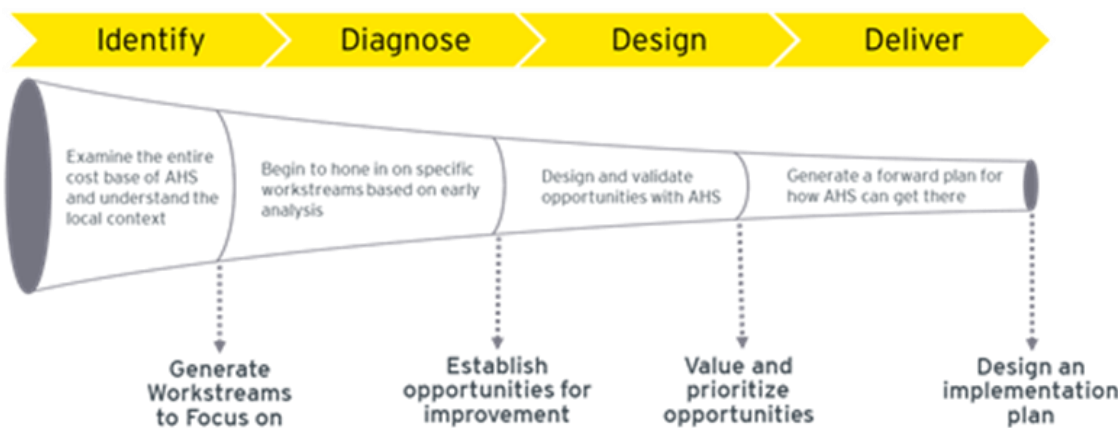 Identify
Diagnose
Design
Deliver
Examine the entire
cost base of AHS
and understand the
local context
Begin to hone in on specific
workstreams based on early
analysis
Design and validate
opportunities with AHS
Generate a forward plan for
how AHS can get there
Generate
Workstreams
to Focus on
Establish
opportunities for
improvement
Value and
prioritize
opportunities
Design an
implementation
plan